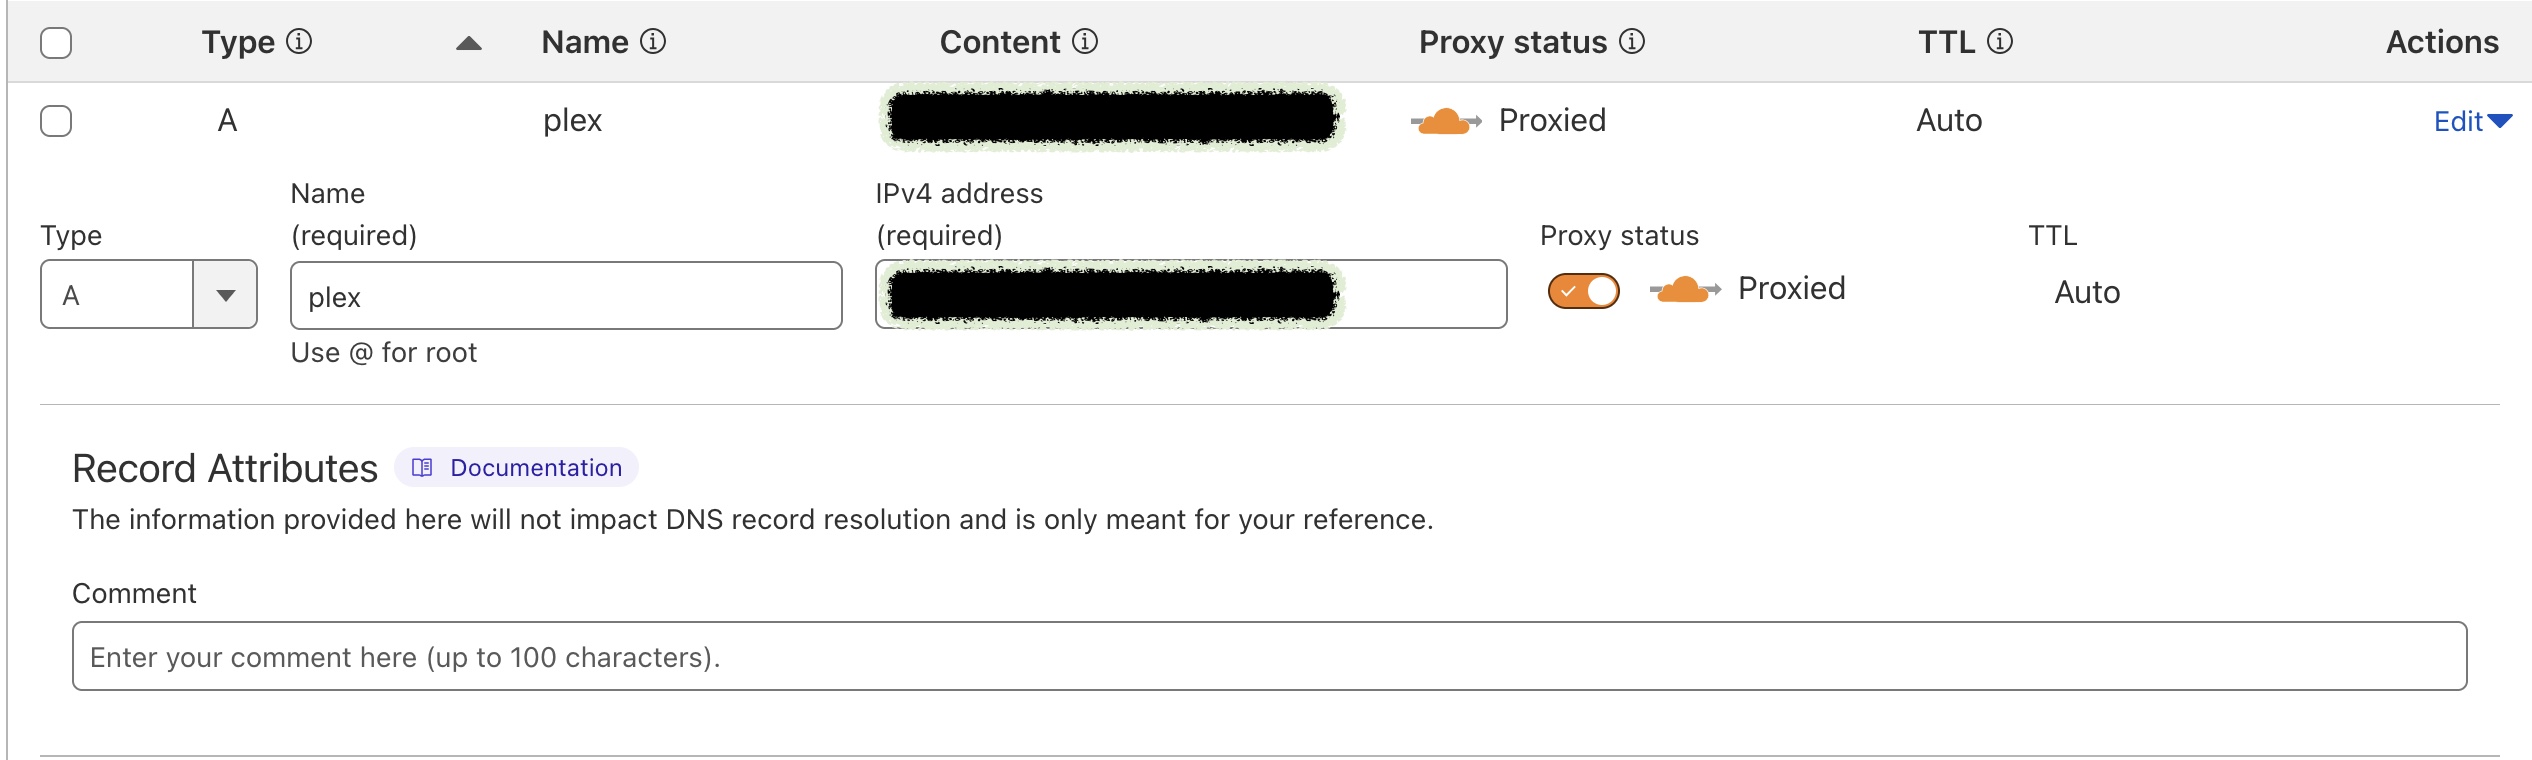 Type Name Content Proxy status TTL Actions
A plex Proxied Auto Edit
Type Name (required) IPv4 address (required) Proxy status TTL
A plex Proxied Auto
Use @ for root
Record Attributes Documentation
The information provided here will not impact DNS record resolution and is only meant for your reference.
Comment
Enter your comment here (up to 100 characters).